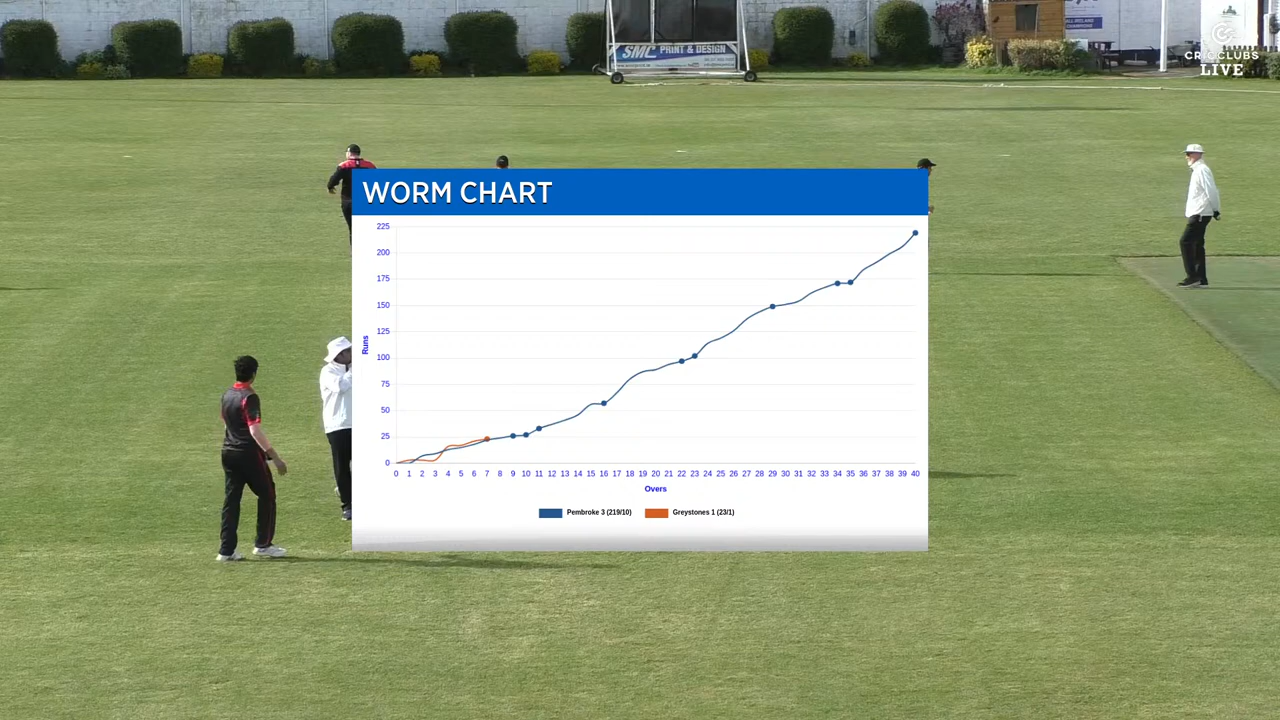 CRICCLUBS
LIVE
ALL IRELAND
CHAMPIONS
SMC PRINT & DESIGN
WORM CHART
225
200
175
150
125
100
75
50
25
0
Runs
0 1 2 3 4 5 6 7 8 9 10 11 12 13 14 15 16 17 18 19 20 21 22 23 24 25 26 27 28 29 30 31 32 33 34 35 36 37 38 39 40
Overs
Pembroke 3 (219/10) Greystones 1 (23/1)